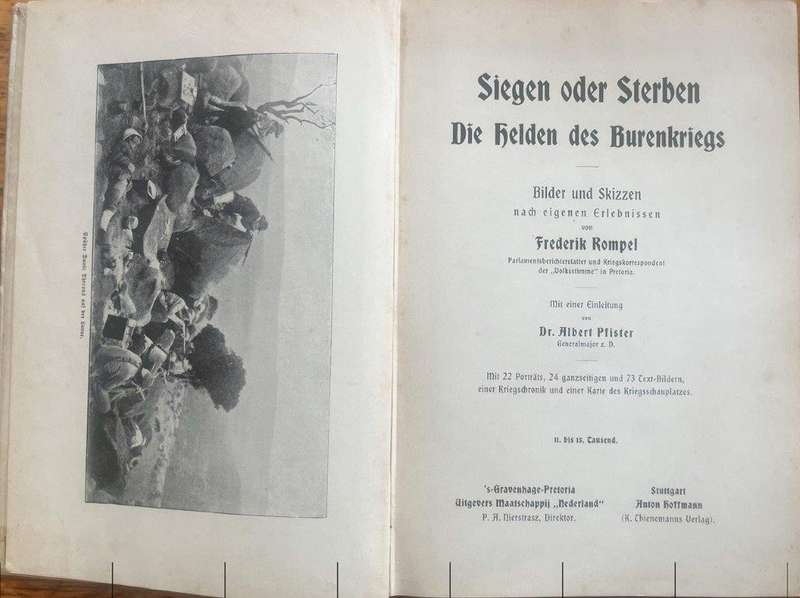 Siegen oder Sterben
Die Helden des Burenkriegs
Bilder und Skizzen
nach eigenen Erlebnissen
von
Frederik Rompel
Parlamentsberichterstatter und Kriegskorrespondent
der „Volksstimme" in Pretoria.
Mit einer Einleitung
von
Dr. Albert Pfister
Generalmajor z. D.
Mit 22 Porträts, 24 ganzseitigen und 73 Text-Bildern,
einer Kriegschronik und einer Karte des Kriegsschauplatzes.
11. bis 15. Tausend.
's-Gravenhage-Pretoria
Uitgevers Maatschappij „Nederland"
P. A. Nierstrasz, Direktor.
Stuttgart
Anton Hoffmann
(K. Thienemanns Verlag).